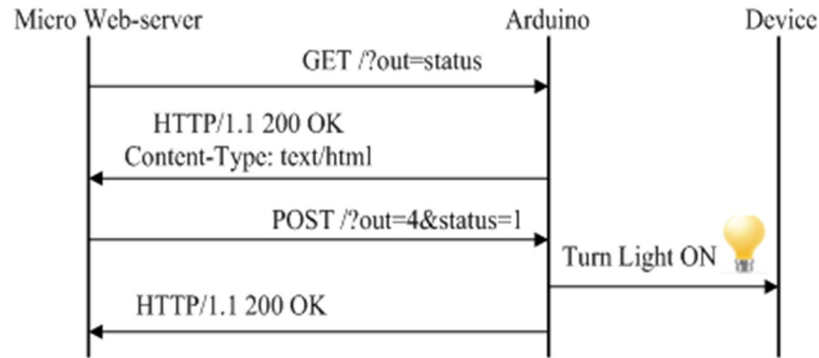 Micro Web-server
Arduino
Device
GET /?out=status
HTTP/1.1 200 OK
Content-Type: text/html
POST /?out=4&status=1
Turn Light ON
HTTP/1.1 200 OK